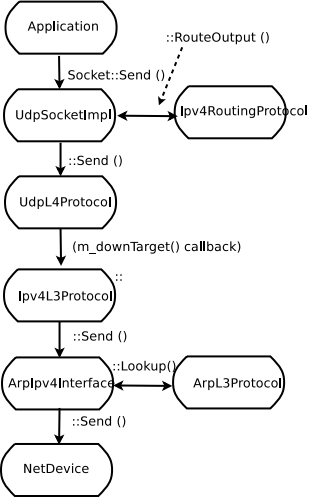 Application
::RouteOutput ()
Socket::Send ()
UdpSocketImpl
Ipv4RoutingProtocol
::Send ()
UdpL4Protocol
(m_downTarget() callback)
::
Ipv4L3Protocol
::Send ()
::Lookup()
ArpIpv4Interface
ArpL3Protocol
::Send ()
NetDevice